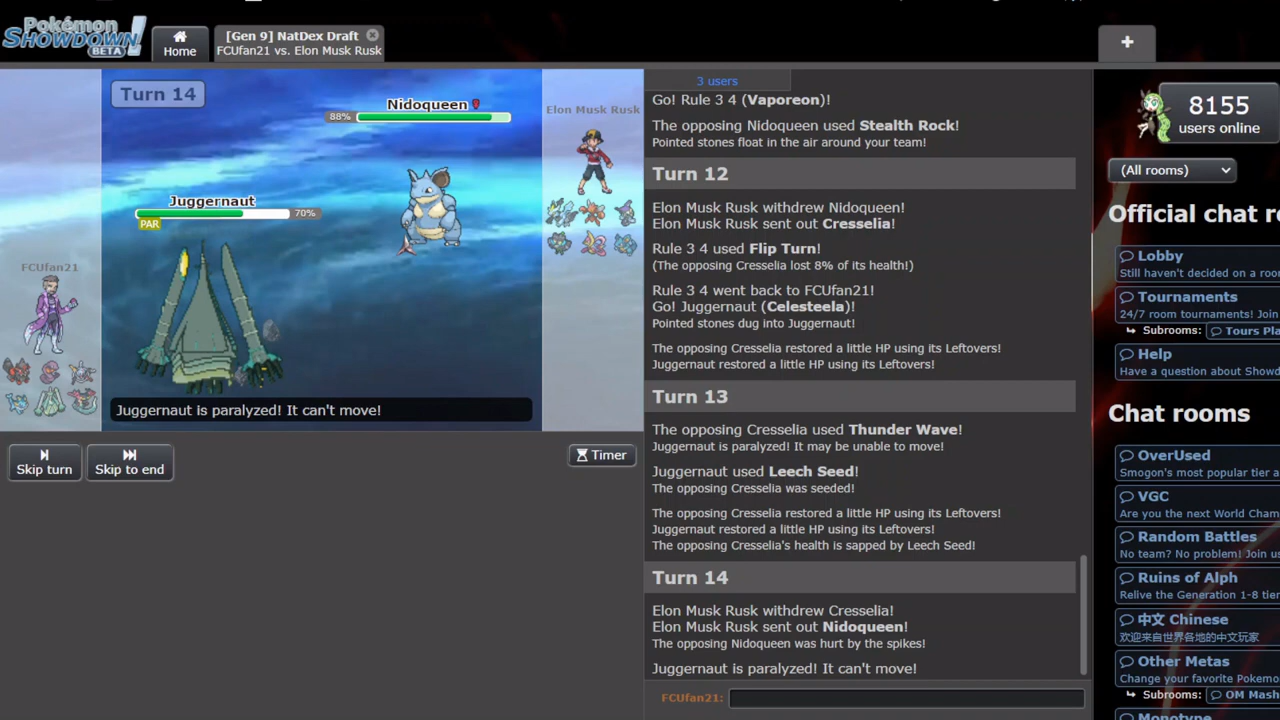 Pokémon
SHOWDOWN!
BETA
Home
[Gen 9] NatDex Draft
FCUfan21 vs. Elon Musk Rusk
+
Turn 14
Nidoqueen
88%
Juggernaut
70%
PAR
FCUfan21
Elon Musk Rusk
Juggernaut is paralyzed! It can't move!
Skip turn
Skip to end
Timer
3 users
Go! Rule 3 4 (Vaporeon)!
The opposing Nidoqueen used Stealth Rock!
Pointed stones float in the air around your team!
Turn 12
Elon Musk Rusk withdrew Nidoqueen!
Elon Musk Rusk sent out Cresselia!
Rule 3 4 used Flip Turn!
(The opposing Cresselia lost 8% of its health!)
Rule 3 4 went back to FCUfan21!
Go! Juggernaut (Celesteela)!
Pointed stones dug into Juggernaut!
The opposing Cresselia restored a little HP using its Leftovers!
Juggernaut restored a little HP using its Leftovers!
Turn 13
The opposing Cresselia used Thunder Wave!
Juggernaut is paralyzed! It may be unable to move!
Juggernaut used Leech Seed!
The opposing Cresselia was seeded!
The opposing Cresselia restored a little HP using its Leftovers!
Juggernaut restored a little HP using its Leftovers!
The opposing Cresselia's health is sapped by Leech Seed!
Turn 14
Elon Musk Rusk withdrew Cresselia!
Elon Musk Rusk sent out Nidoqueen!
The opposing Nidoqueen was hurt by the spikes!
Juggernaut is paralyzed! It can't move!
FCUfan21:
8155
users online
(All rooms)
Official chat r
Lobby
Still haven't decided on a roo
Tournaments
24/7 room tournaments! Join
↳ Subrooms: Tours Pla
Help
Have a question about Showd
Chat rooms
OverUsed
Smogon's most popular tier a
VGC
Are you the next World Cham
Random Battles
No team? No problem! Join us
Ruins of Alph
Relive the Generation 1-8 tier
中文 Chinese
欢迎来自世界各地的中文玩家
Other Metas
Change your favorite Pokemo
↳ Subrooms: OM Mash
Monotype